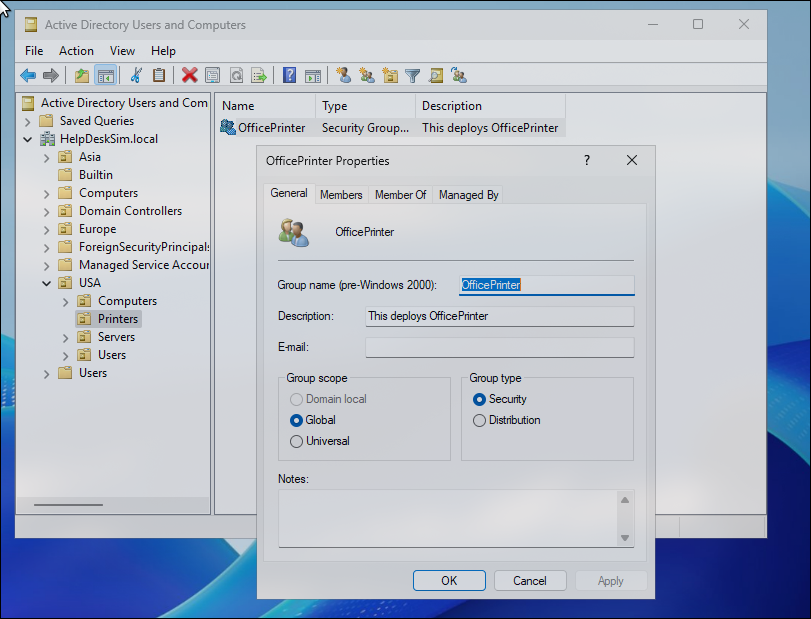 Active Directory Users and Computers
File Action View Help
Active Directory Users and Com
Saved Queries
HelpDeskSim.local
Asia
Builtin
Computers
Domain Controllers
Europe
ForeignSecurityPrincipals
Managed Service Accour
USA
Computers
Printers
Servers
Users
Users
Name Type Description
OfficePrinter Security Group... This deploys OfficePrinter
OfficePrinter Properties
?
General Members Member Of Managed By
OfficePrinter
Group name (pre-Windows 2000): OfficePrinter
Description: This deploys OfficePrinter
E-mail:
Group scope
Domain local
Global
Universal
Group type
Security
Distribution
Notes:
OK Cancel Apply